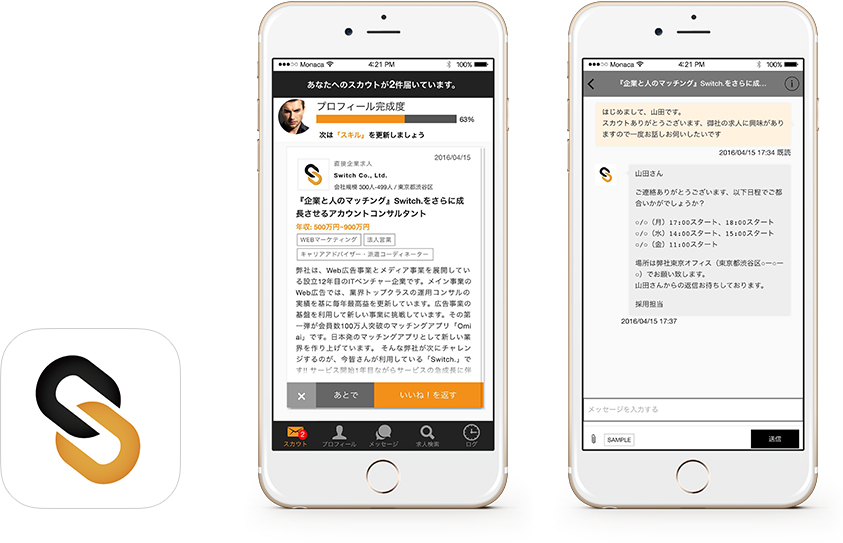 ●●●○○ Monaca 4:21 PM 100%
あなたへのスカウトが2件届いています。
プロフィール完成度
63%
次は「スキル」を更新しましょう
2016/04/15
直接企業求人
Switch Co., Ltd.
会社規模 300人-499人 / 東京都渋谷区
『企業と人のマッチング』Switch.をさらに成
長させるアカウントコンサルタント
年収: 500万円~900万円
WEBマーケティング 法人営業
キャリアアドバイザー・派遣コーディネーター
弊社は、Web広告事業とメディア事業を展開してい
る設立12年目のITベンチャー企業です。メイン事業の
Web広告では、業界トップクラスの運用コンサルの
実績を基に毎年最高益を更新しています。広告事業の
基盤を利用して新しい事業に挑戦しています。その第
一弾が会員数100万人突破のマッチングアプリ「Omi
ai」です。日本発のマッチングアプリとして新しい業
界を作り上げています。 そんな弊社が次にチャレン
ジするのが、今皆さんが利用している「Switch.」で
す!! サービス開始1年目ながらサービスの急成長に伴
× あとで いいね！を返す
2
スカウト プロフィール メッセージ 求人検索 ログ
●●●○○ Monaca 4:21 PM 100%
『企業と人のマッチング』Switch.をさらに成...
はじめまして、山田です。
スカウトありがとうございます、御社の求人に興味があり
ますので一度お話しお伺いしたいです
2016/04/15 17:34 既読
山田さん
ご連絡ありがとうございます、以下日程でご都
合いかがでしょうか？
○/○（月）17:00スタート、18:00スタート
○/○（水）14:00スタート、15:00スタート
○/○（金）11:00スタート
場所は弊社東京オフィス（東京都渋谷区○ー○ー
○）でお願い致します。
山田さんからの返信お待ちしております。
採用担当
2016/04/15 17:37
メッセージを入力する
SAMPLE 送信